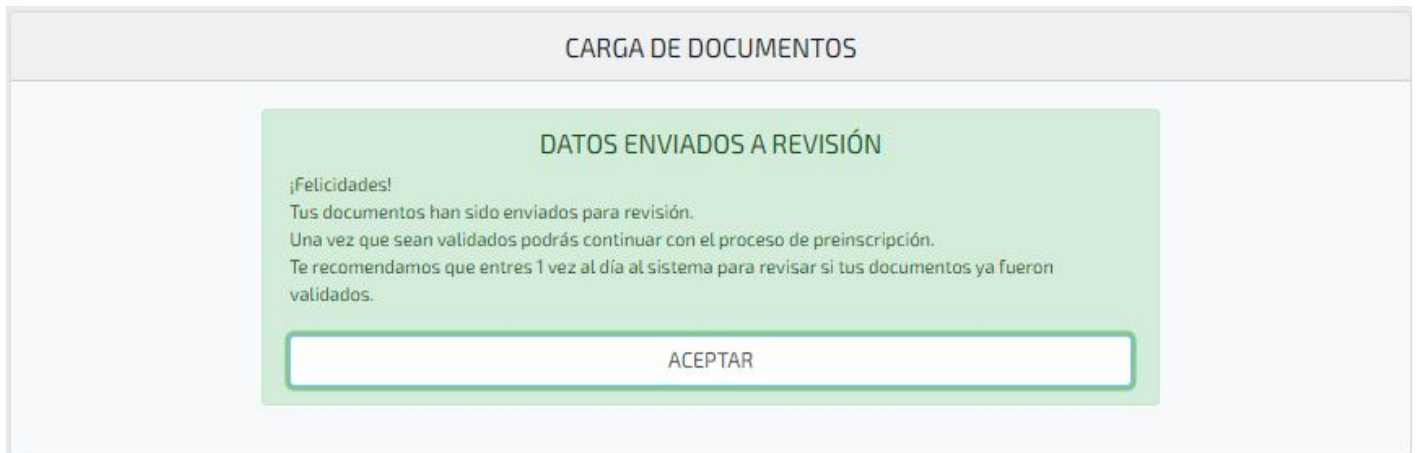 CARGA DE DOCUMENTOS
DATOS ENVIADOS A REVISIÓN
¡Felicidades!
Tus documentos han sido enviados para revisión.
Una vez que sean validados podrás continuar con el proceso de preinscripción.
Te recomendamos que entres 1 vez al día al sistema para revisar si tus documentos ya fueron
validados.
ACEPTAR